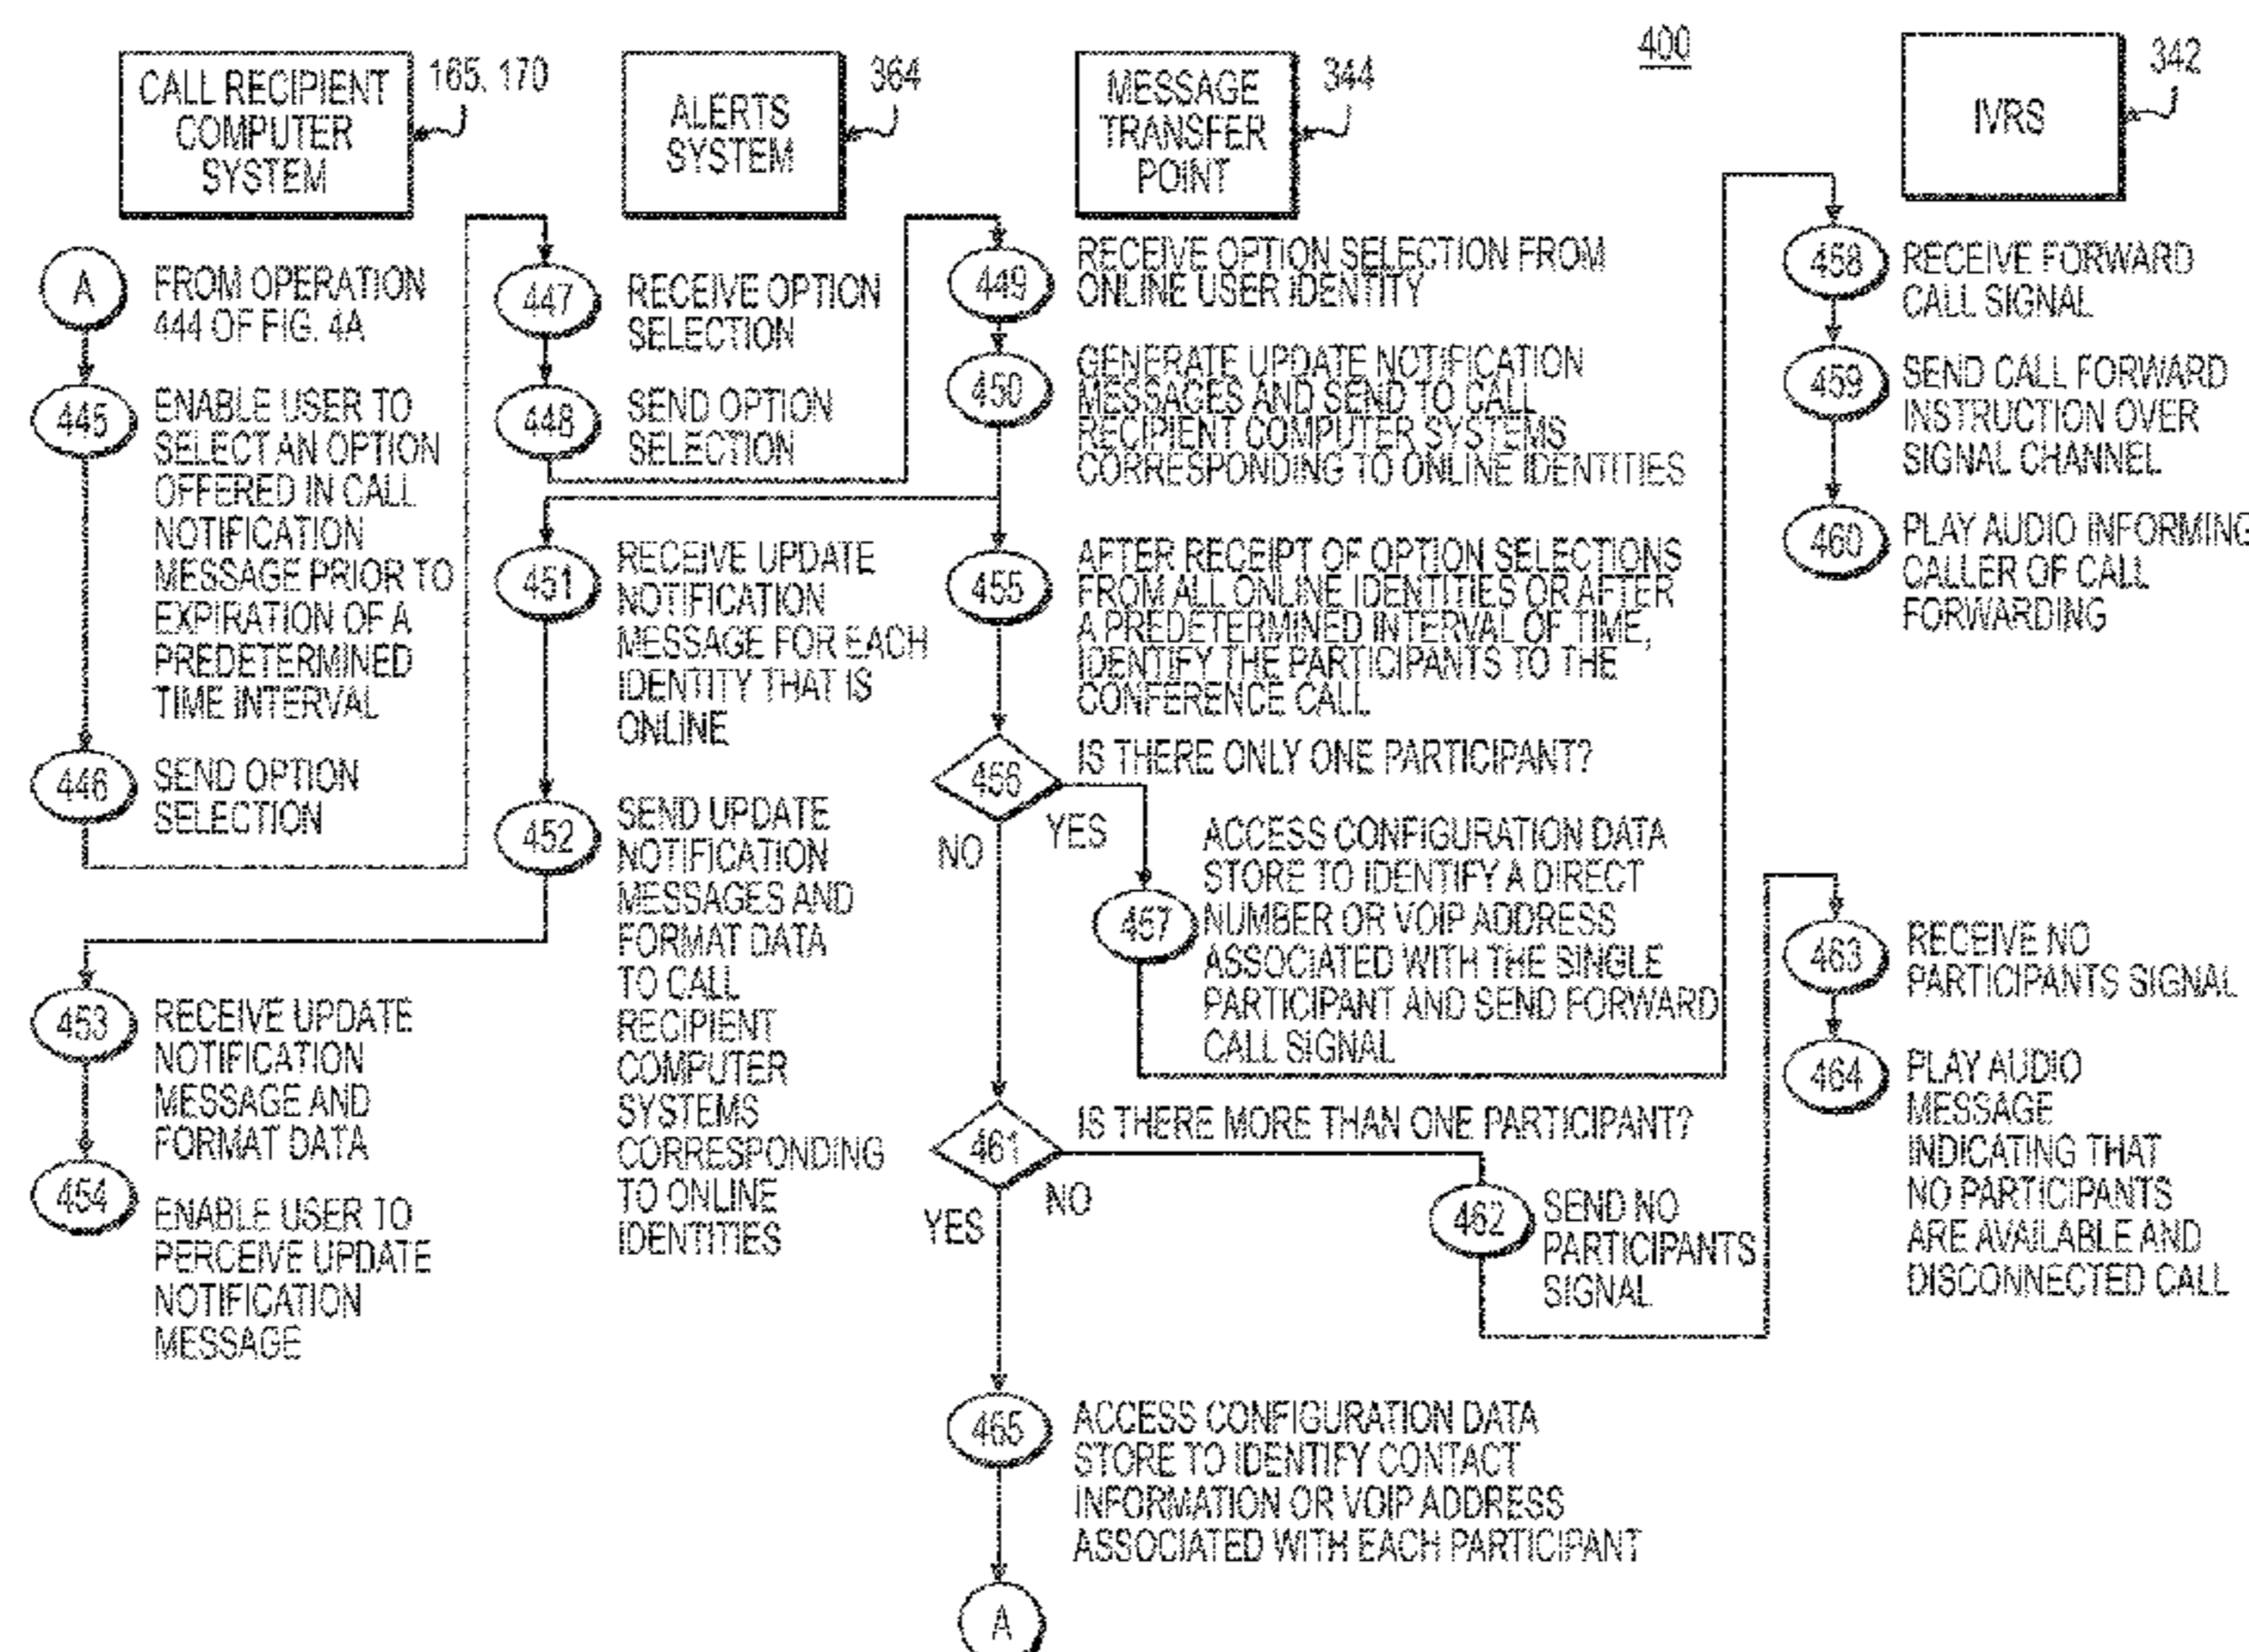 400
CALL RECIPIENT
COMPUTER
SYSTEM
165, 170
ALERTS
SYSTEM
364
MESSAGE
TRANSFER
POINT
344
IVRS
342
A
FROM OPERATION
444 OF FIG. 4A
445
ENABLE USER TO
SELECT AN OPTION
OFFERED IN CALL
NOTIFICATION
MESSAGE PRIOR TO
EXPIRATION OF A
PREDETERMINED
TIME INTERVAL
446
SEND OPTION
SELECTION
447
RECEIVE OPTION
SELECTION
448
SEND OPTION
SELECTION
449
RECEIVE OPTION SELECTION FROM
ONLINE USER IDENTITY
450
GENERATE UPDATE NOTIFICATION
MESSAGES AND SEND TO CALL
RECIPIENT COMPUTER SYSTEMS
CORRESPONDING TO ONLINE IDENTITIES
451
RECEIVE UPDATE
NOTIFICATION
MESSAGE FOR EACH
IDENTITY THAT IS
ONLINE
452
SEND UPDATE
NOTIFICATION
MESSAGES AND
FORMAT DATA
TO CALL
RECIPIENT
COMPUTER
SYSTEMS
CORRESPONDING
TO ONLINE
IDENTITIES
453
RECEIVE UPDATE
NOTIFICATION
MESSAGE AND
FORMAT DATA
454
ENABLE USER TO
PERCEIVE UPDATE
NOTIFICATION
MESSAGE
455
AFTER RECEIPT OF OPTION SELECTIONS
FROM ALL ONLINE IDENTITIES OR AFTER
A PREDETERMINED INTERVAL OF TIME,
IDENTIFY THE PARTICIPANTS TO THE
CONFERENCE CALL
456
IS THERE ONLY ONE PARTICIPANT?
NO
YES
457
ACCESS CONFIGURATION DATA
STORE TO IDENTIFY A DIRECT
NUMBER OR VOIP ADDRESS
ASSOCIATED WITH THE SINGLE
PARTICIPANT AND SEND FORWARD
CALL SIGNAL
458
RECEIVE FORWARD
CALL SIGNAL
459
SEND CALL FORWARD
INSTRUCTION OVER
SIGNAL CHANNEL
460
PLAY AUDIO INFORMING
CALLER OF CALL
FORWARDING
461
IS THERE MORE THAN ONE PARTICIPANT?
YES
NO
462
SEND NO
PARTICIPANTS
SIGNAL
463
RECEIVE NO
PARTICIPANTS SIGNAL
464
PLAY AUDIO
MESSAGE
INDICATING THAT
NO PARTICIPANTS
ARE AVAILABLE AND
DISCONNECTED CALL
465
ACCESS CONFIGURATION DATA
STORE TO IDENTIFY CONTACT
INFORMATION OR VOIP ADDRESS
ASSOCIATED WITH EACH PARTICIPANT
A